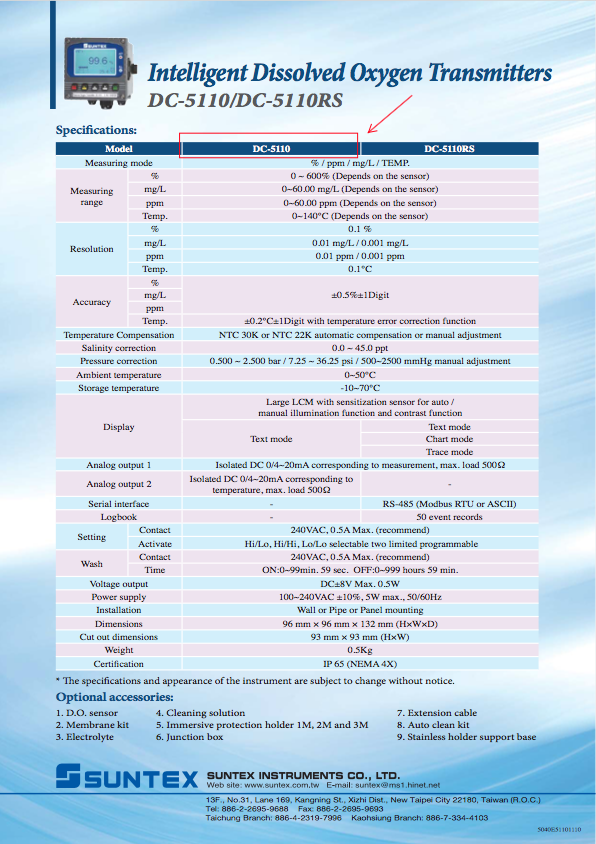 SUNTEX
99.6
Intelligent Dissolved Oxygen Transmitters
DC-5110/DC-5110RS
Specifications:
Model DC-5110 DC-5110RS
Measuring mode % / ppm / mg/L / TEMP.
Measuring range
% 0 ~ 600% (Depends on the sensor)
mg/L 0~60.00 mg/L (Depends on the sensor)
ppm 0~60.00 ppm (Depends on the sensor)
Temp. 0~140°C (Depends on the sensor)
Resolution
% 0.1 %
mg/L 0.01 mg/L / 0.001 mg/L
ppm 0.01 ppm / 0.001 ppm
Temp. 0.1°C
Accuracy
%
mg/L ±0.5%±1Digit
ppm
Temp. ±0.2°C±1Digit with temperature error correction function
Temperature Compensation NTC 30K or NTC 22K automatic compensation or manual adjustment
Salinity correction 0.0 ~ 45.0 ppt
Pressure correction 0.500 ~ 2.500 bar / 7.25 ~ 36.25 psi / 500~2500 mmHg manual adjustment
Ambient temperature 0~50°C
Storage temperature -10~70°C
Display
Large LCM with sensitization sensor for auto /
manual illumination function and contrast function
Text mode
Text mode
Chart mode
Trace mode
Analog output 1 Isolated DC 0/4~20mA corresponding to measurement, max. load 500Ω
Analog output 2 Isolated DC 0/4~20mA corresponding to
temperature, max. load 500Ω -
Serial interface - RS-485 (Modbus RTU or ASCII)
Logbook - 50 event records
Setting
Contact 240VAC, 0.5A Max. (recommend)
Activate Hi/Lo, Hi/Hi, Lo/Lo selectable two limited programmable
Wash
Contact 240VAC, 0.5A Max. (recommend)
Time ON:0~99min. 59 sec. OFF:0~999 hours 59 min.
Voltage output DC±8V Max. 0.5W
Power supply 100~240VAC ±10%, 5W max., 50/60Hz
Installation Wall or Pipe or Panel mounting
Dimensions 96 mm × 96 mm × 132 mm (H×W×D)
Cut out dimensions 93 mm × 93 mm (H×W)
Weight 0.5Kg
Certification IP 65 (NEMA 4X)
* The specifications and appearance of the instrument are subject to change without notice.
Optional accessories:
1. D.O. sensor 4. Cleaning solution 7. Extension cable
2. Membrane kit 5. Immersive protection holder 1M, 2M and 3M 8. Auto clean kit
3. Electrolyte 6. Junction box 9. Stainless holder support base
SUNTEX SUNTEX INSTRUMENTS CO., LTD.
Web site: www.suntex.com.tw E-mail: suntex@ms1.hinet.net
13F., No.31, Lane 169, Kangning St., Xizhi Dist., New Taipei City 22180, Taiwan (R.O.C.)
Tel: 886-2-2695-9688 Fax: 886-2-2695-9693
Taichung Branch: 886-4-2319-7996 Kaohsiung Branch: 886-7-334-4103
5040E51101110